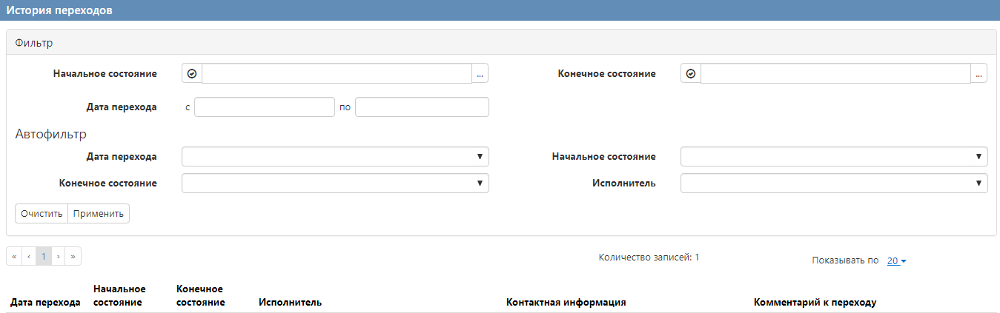 История переходов
Фильтр
Начальное состояние ... Конечное состояние ...
Дата перехода с по
Автофильтр
Дата перехода Начальное состояние
Конечное состояние Исполнитель
Очистить Применить
« ‹ 1 › » Количество записей: 1 Показывать по 20
Дата перехода Начальное состояние Конечное состояние Исполнитель Контактная информация Комментарий к переходу